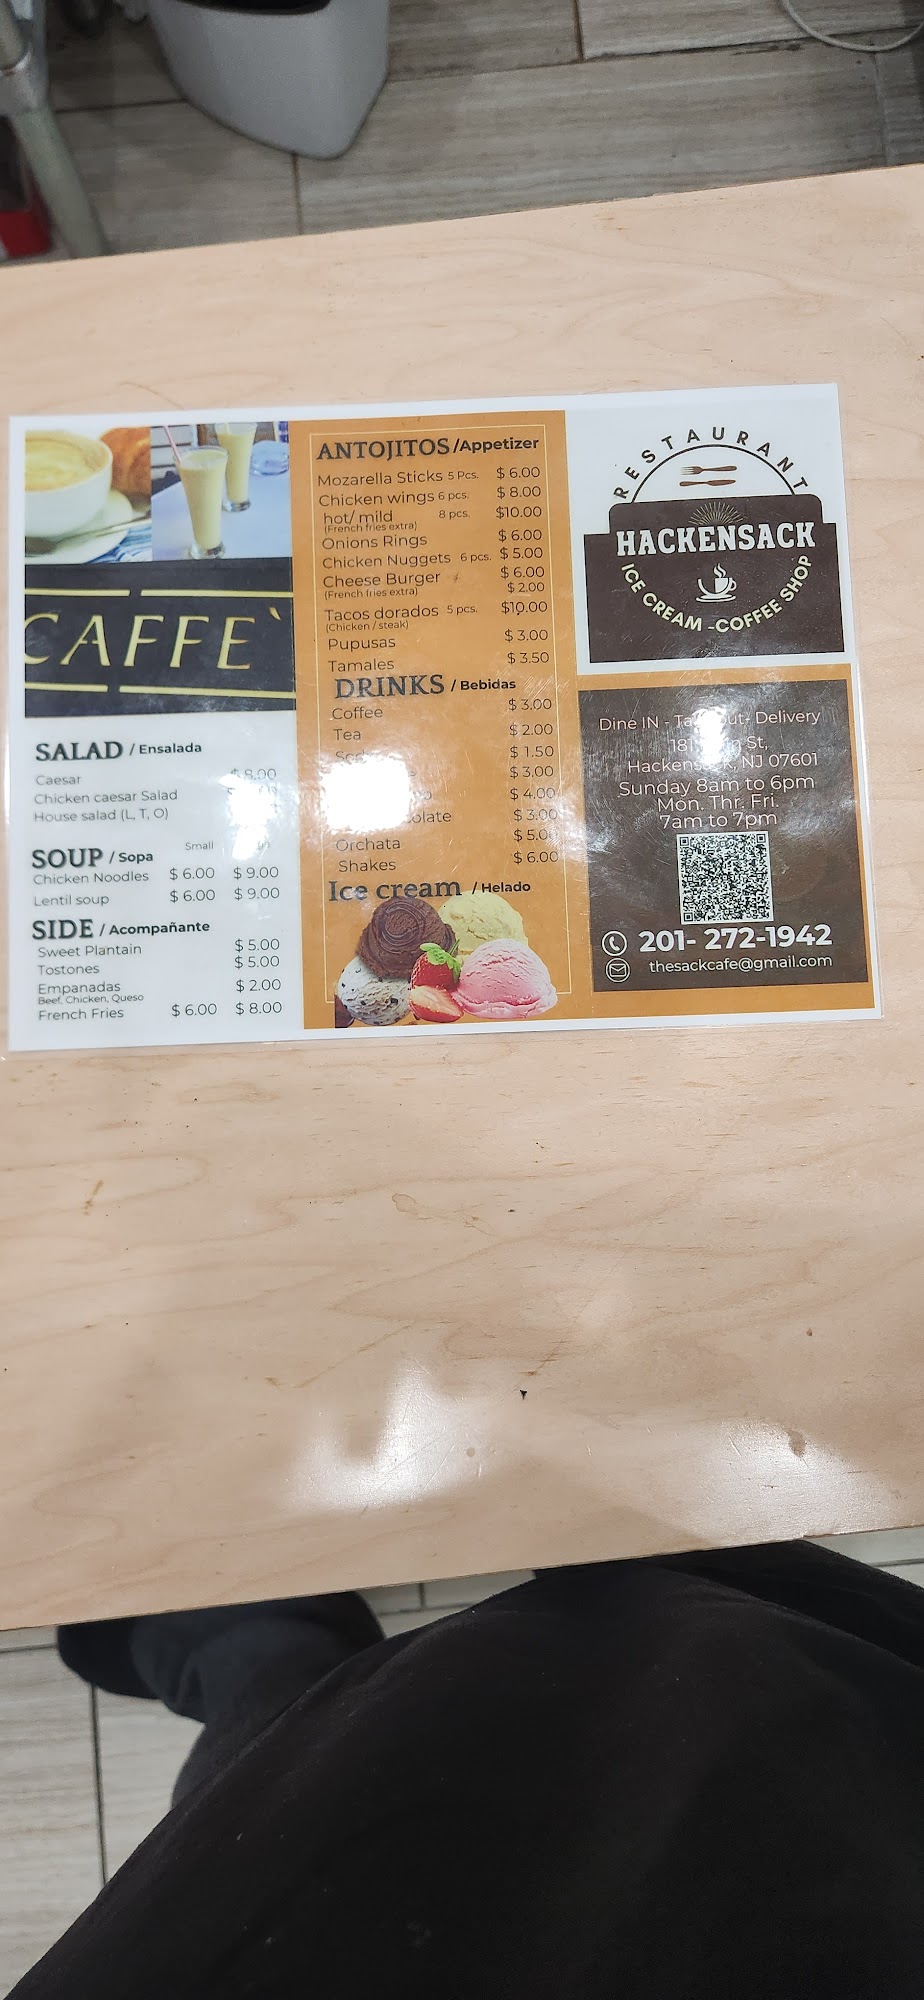 CAFFE`
SALAD / Ensalada
Caesar $ 8.00
Chicken caesar Salad
House salad (L, T, O)
SOUP / Sopa Small
Chicken Noodles $ 6.00 $ 9.00
Lentil soup $ 6.00 $ 9.00
SIDE / Acompañante
Sweet Plantain $ 5.00
Tostones $ 5.00
Empanadas $ 2.00
Beef, Chicken, Queso
French Fries $ 6.00 $ 8.00
ANTOJITOS /Appetizer
Mozarella Sticks 5 Pcs. $ 6.00
Chicken wings 6 pcs. $ 8.00
hot/ mild 8 pcs. $10.00
(French fries extra)
Onions Rings $ 6.00
Chicken Nuggets 6 pcs. $ 5.00
Cheese Burger $ 6.00
(French fries extra) $ 2.00
Tacos dorados 5 pcs. $10.00
(Chicken / steak)
Pupusas $ 3.00
Tamales $ 3.50
DRINKS / Bebidas
Coffee $ 3.00
Tea $ 2.00
$ 1.50
$ 3.00
$ 4.00
$ 3.00
Orchata $ 5.00
Shakes $ 6.00
Ice cream / Helado
RESTAURANT
HACKENSACK
ICE CREAM -COFFEE SHOP
Dine IN - Delivery
St,
Hackensack, NJ 07601
Sunday 8am to 6pm
Mon. Thr. Fri.
7am to 7pm
201- 272-1942
thesackcafe@gmail.com